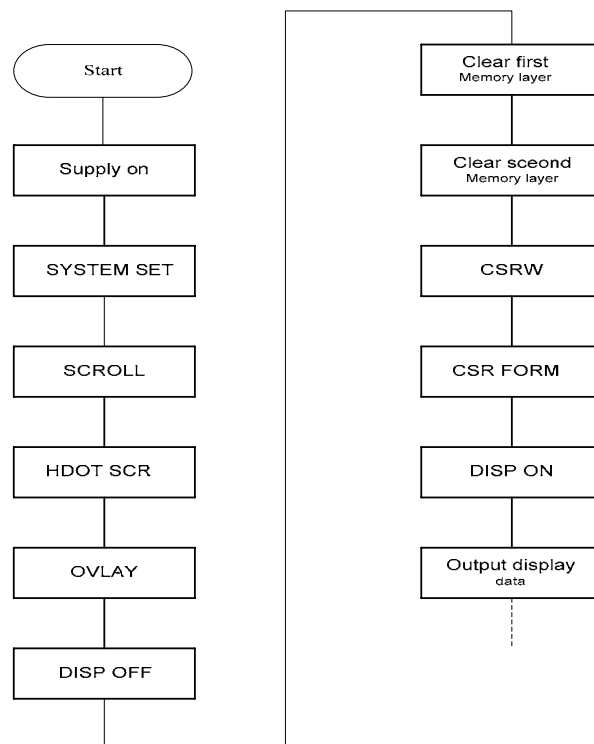 Start
Supply on
SYSTEM SET
SCROLL
HDOT SCR
OVLAY
DISP OFF
Clear first
Memory layer
Clear sceond
Memory layer
CSRW
CSR FORM
DISP ON
Output display
data